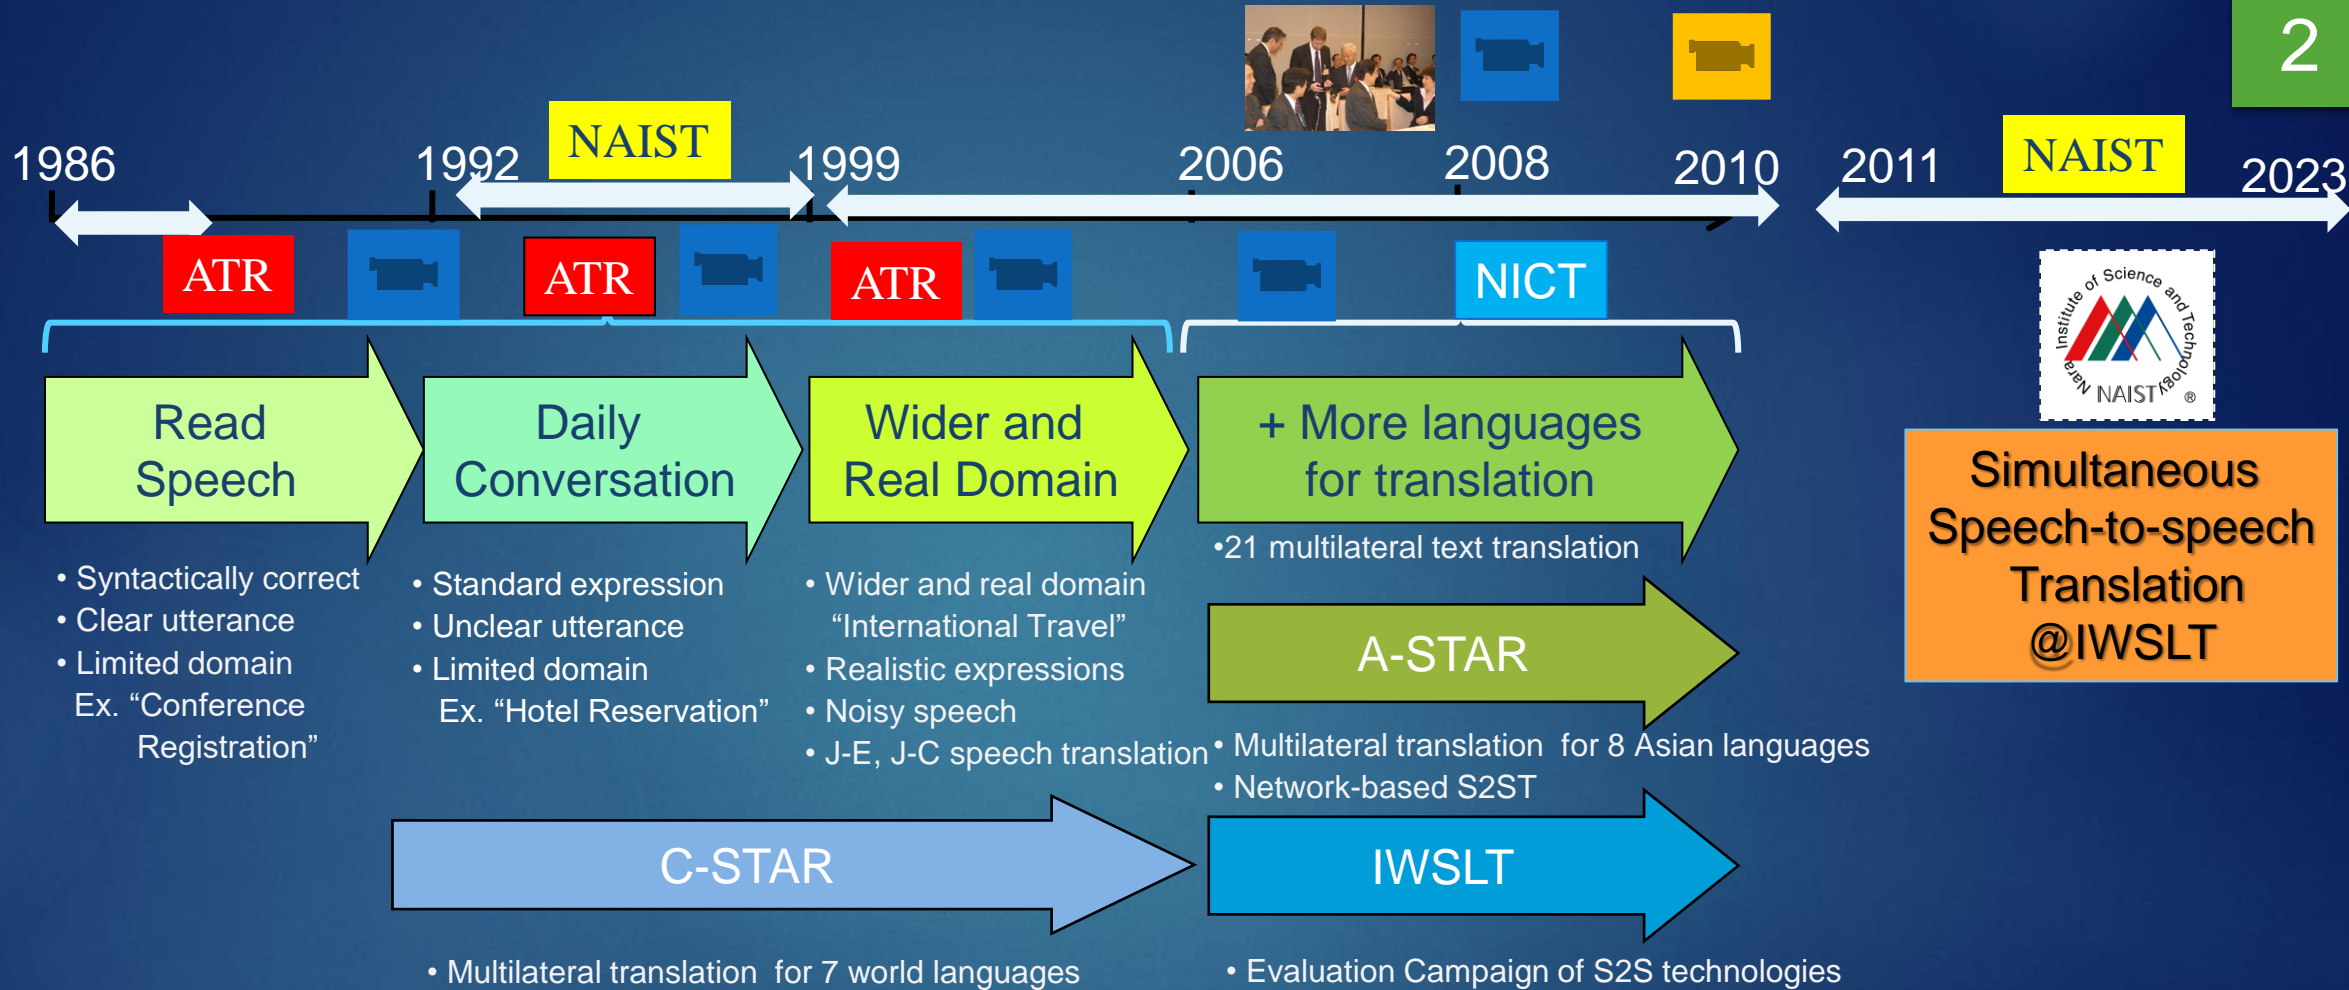 2
1986
1992
NAIST
1999
2006
2008
2010
2011
NAIST
2023
ATR
ATR
ATR
NICT
Nara Institute of Science and Technology
NAIST ®
Read
Speech
• Syntactically correct
• Clear utterance
• Limited domain
Ex. “Conference
Registration”
Daily
Conversation
• Standard expression
• Unclear utterance
• Limited domain
Ex. “Hotel Reservation”
Wider and
Real Domain
• Wider and real domain
“International Travel”
• Realistic expressions
• Noisy speech
• J-E, J-C speech translation
+ More languages
for translation
•21 multilateral text translation
A-STAR
• Multilateral translation for 8 Asian languages
• Network-based S2ST
C-STAR
• Multilateral translation for 7 world languages
IWSLT
• Evaluation Campaign of S2S technologies
Simultaneous
Speech-to-speech
Translation
@IWSLT